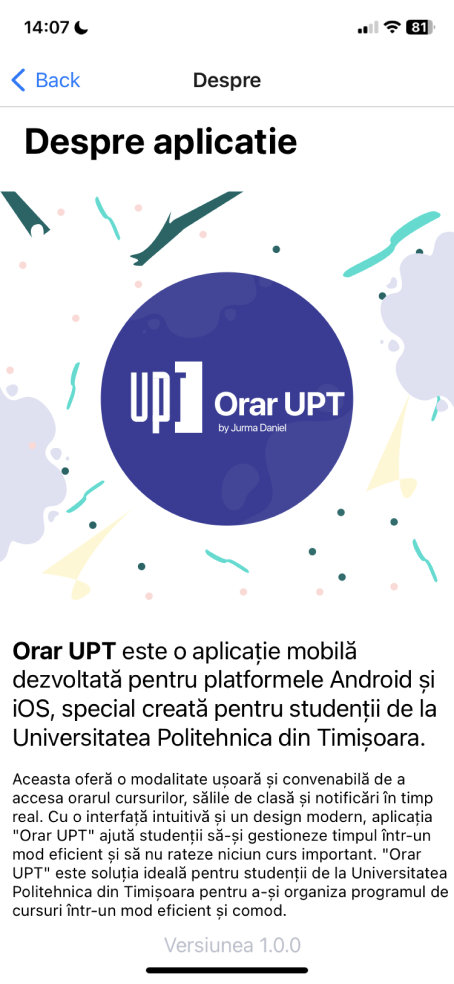 14:07
81
Back
Despre
Despre aplicatie
UPT
Orar UPT
by Jurma Daniel
Orar UPT este o aplicație mobilă
dezvoltată pentru platformele Android și
iOS, special creată pentru studenții de la
Universitatea Politehnica din Timișoara.
Aceasta oferă o modalitate ușoară și convenabilă de a
accesa orarul cursurilor, sălile de clasă și notificări în timp
real. Cu o interfață intuitivă și un design modern, aplicația
"Orar UPT" ajută studenții să-și gestioneze timpul într-un
mod eficient și să nu rateze niciun curs important. "Orar
UPT" este soluția ideală pentru studenții de la Universitatea
Politehnica din Timișoara pentru a-și organiza programul de
cursuri într-un mod eficient și comod.
Versiunea 1.0.0